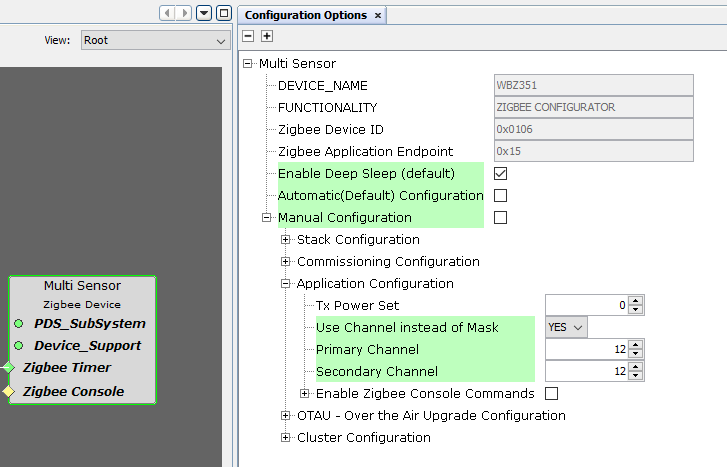 Configuration Options ×
View: Root
Multi Sensor
DEVICE_NAME WBZ351
FUNCTIONALITY ZIGBEE CONFIGURATOR
Zigbee Device ID 0x0106
Zigbee Application Endpoint 0x15
Enable Deep Sleep (default)
Automatic(Default) Configuration
Manual Configuration
Stack Configuration
Commissioning Configuration
Application Configuration
Tx Power Set 0
Use Channel instead of Mask YES
Primary Channel 12
Secondary Channel 12
Enable Zigbee Console Commands
OTAU - Over the Air Upgrade Configuration
Cluster Configuration
Multi Sensor
Zigbee Device
PDS_SubSystem
Device_Support
Zigbee Timer
Zigbee Console